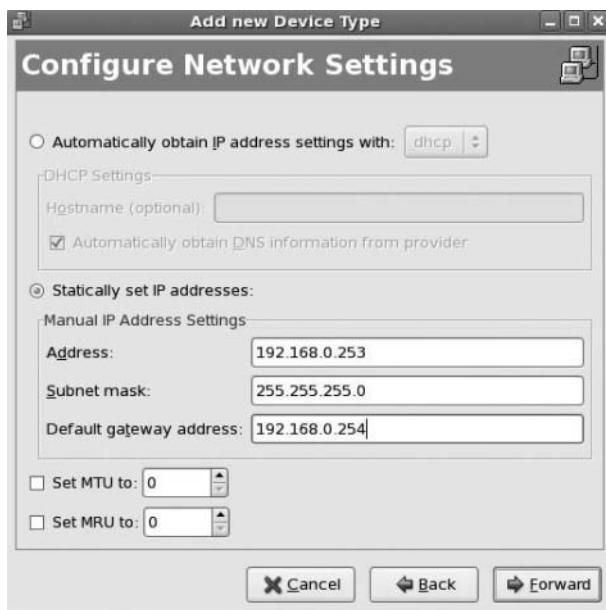 Add new Device Type
Configure Network Settings
Automatically obtain IP address settings with: dhcp
DHCP Settings
Hostname (optional):
Automatically obtain DNS information from provider
Statically set IP addresses:
Manual IP Address Settings
Address: 192.168.0.253
Subnet mask: 255.255.255.0
Default gateway address: 192.168.0.254
Set MTU to: 0
Set MRU to: 0
Cancel Back Forward